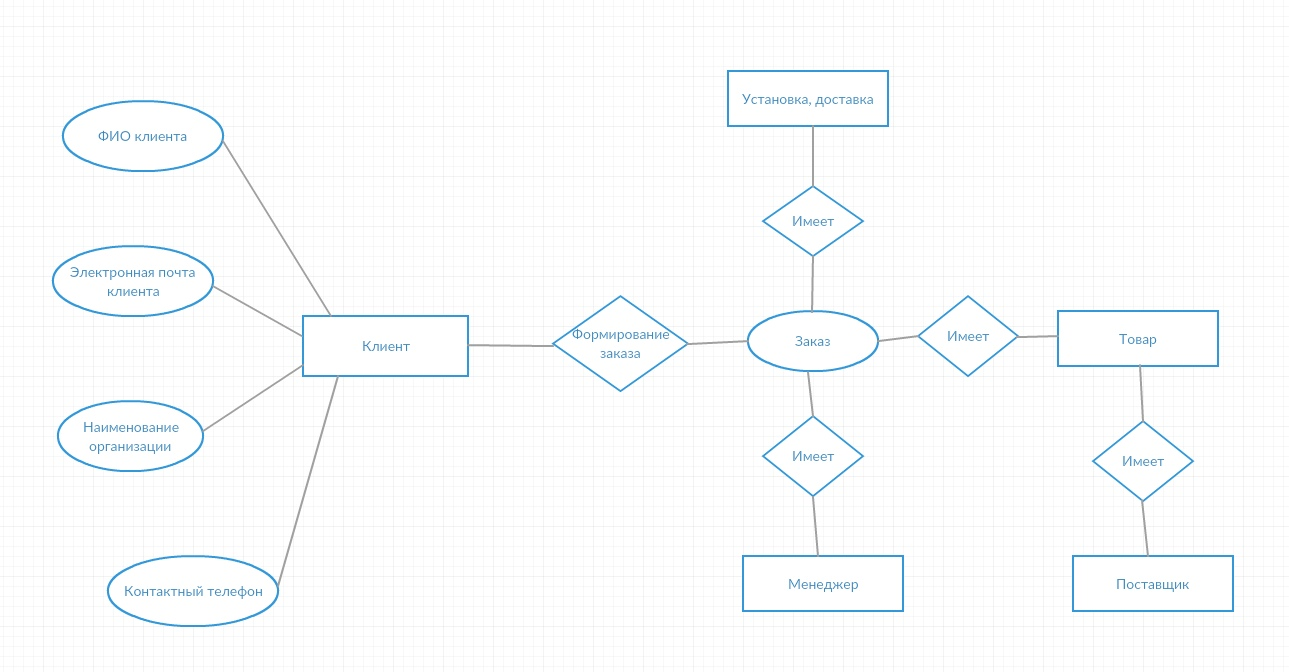 Установка, доставка
ФИО клиента
Имеет
Электронная почта
клиента
Клиент
Формирование
заказа
Заказ
Имеет
Товар
Наименование
организации
Имеет
Имеет
Контактный телефон
Менеджер
Поставщик